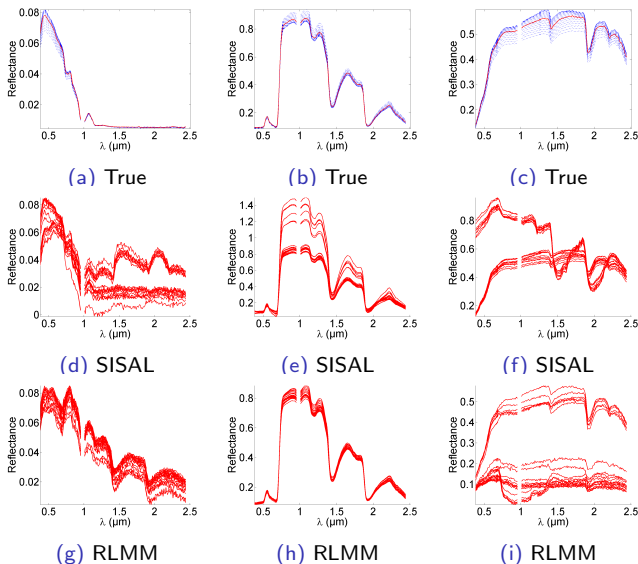 0.08
0.06
0.04
0.02
Reflectance
0.5 1 1.5 2 2.5
λ (µm)
(a) True
0.8
0.6
0.4
0.2
Reflectance
0.5 1 1.5 2 2.5
λ (µm)
(b) True
0.5
0.4
0.3
0.2
Reflectance
0.5 1 1.5 2 2.5
λ (µm)
(c) True
0.08
0.06
0.04
0.02
0
Reflectance
0.5 1 1.5 2 2.5
λ (µm)
(d) SISAL
1.4
1.2
1
0.8
0.6
0.4
0.2
Reflectance
0.5 1 1.5 2 2.5
λ (µm)
(e) SISAL
0.8
0.6
0.4
0.2
Reflectance
0.5 1 1.5 2 2.5
λ (µm)
(f) SISAL
0.08
0.06
0.04
0.02
Reflectance
0.5 1 1.5 2 2.5
λ (µm)
(g) RLMM
0.8
0.6
0.4
0.2
Reflectance
0.5 1 1.5 2 2.5
λ (µm)
(h) RLMM
0.5
0.4
0.3
0.2
0.1
Reflectance
0.5 1 1.5 2 2.5
λ (µm)
(i) RLMM